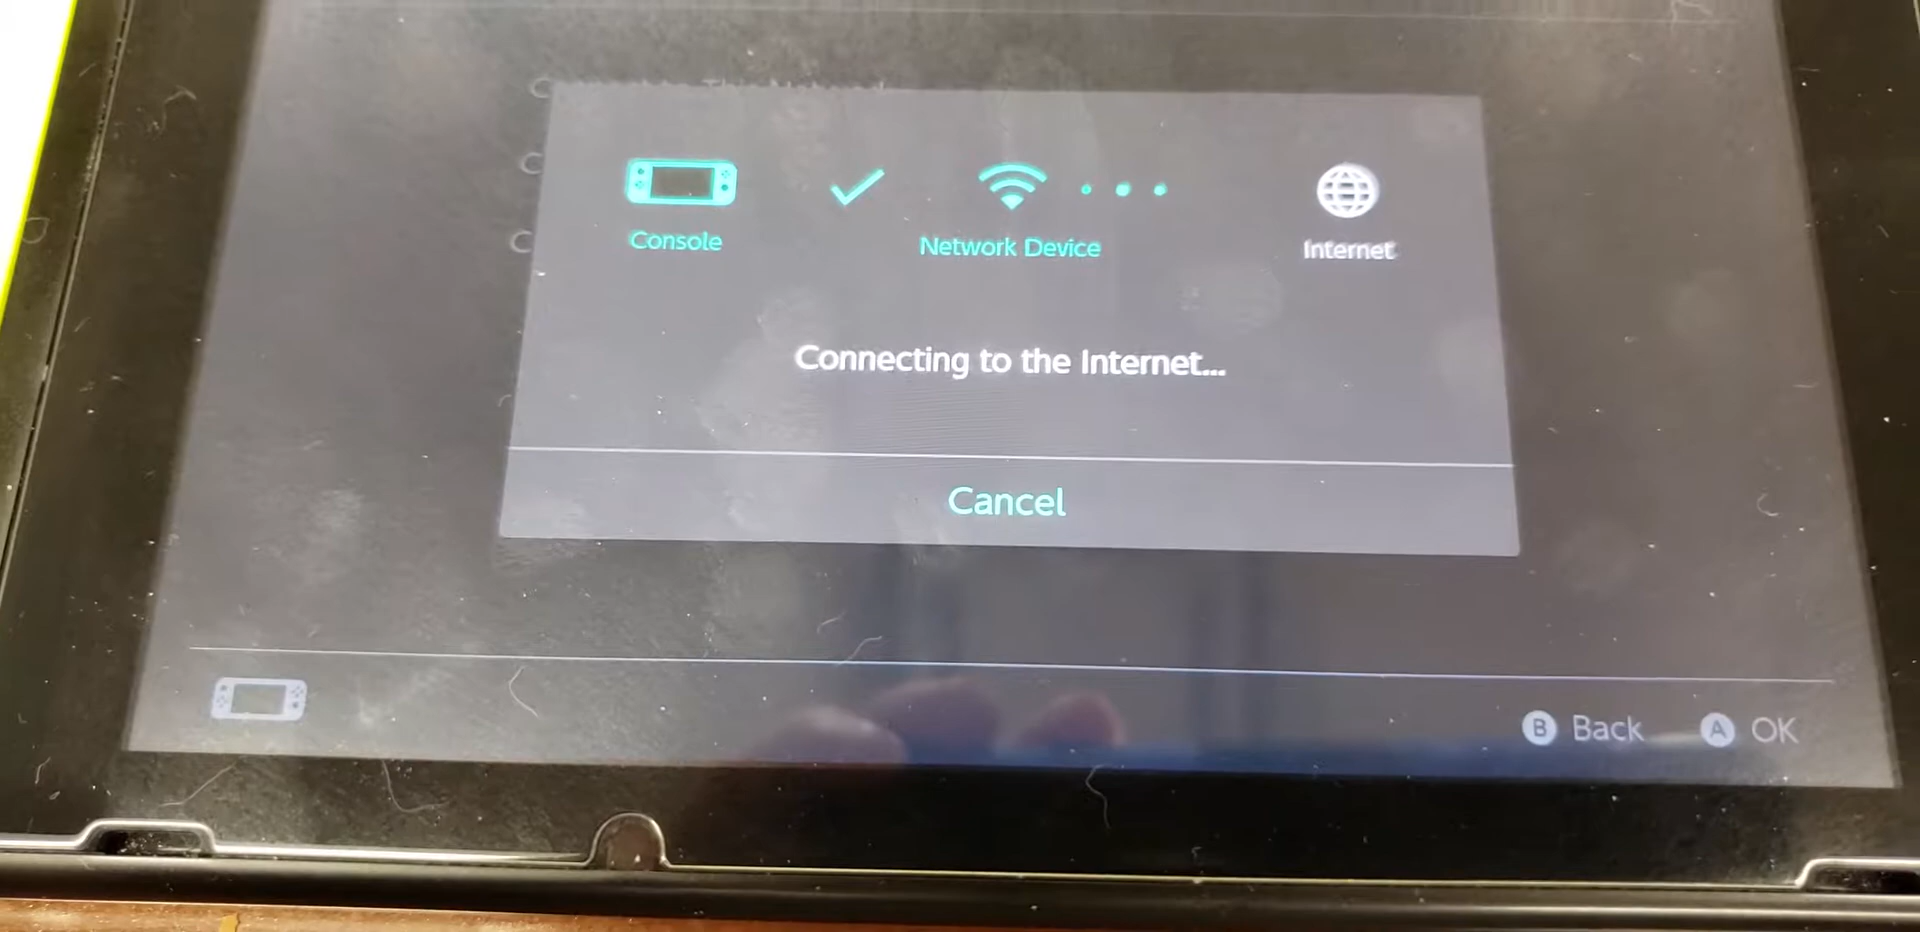 Console
Network Device
Internet
Connecting to the Internet...
Cancel
B Back
A OK